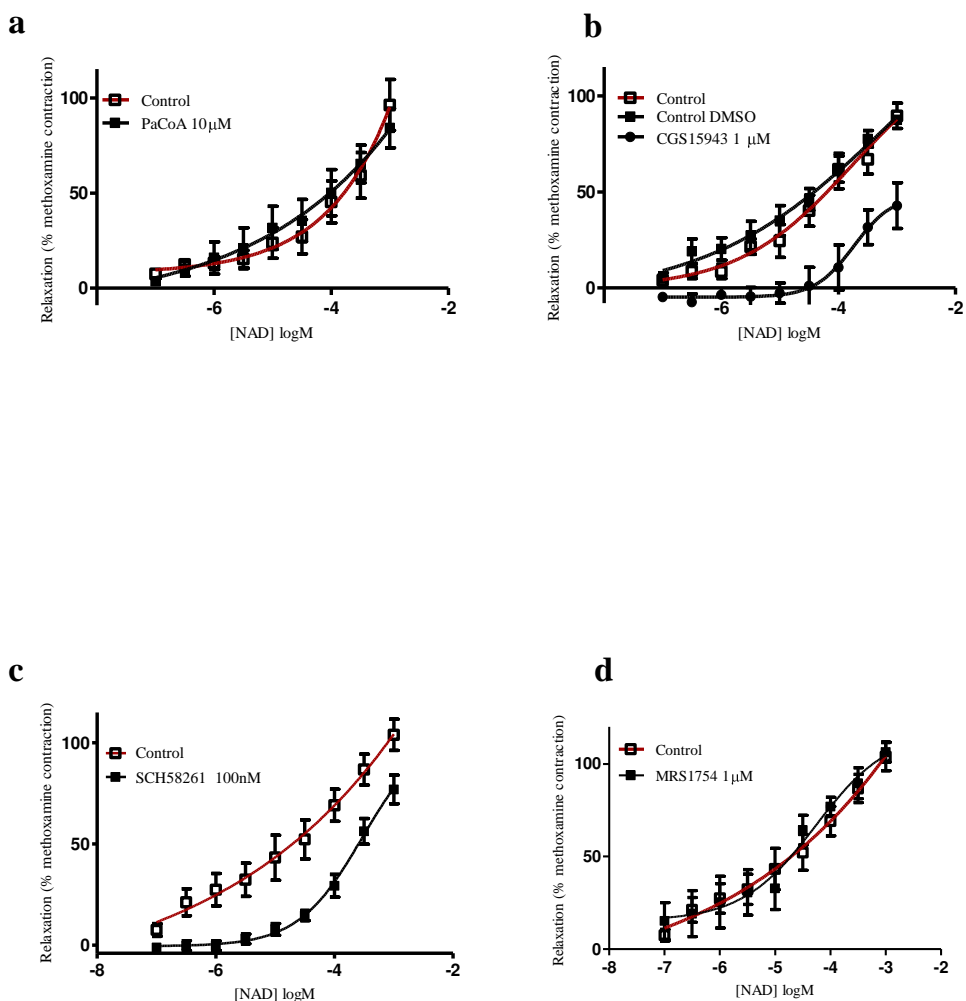 a
Relaxation (% methoxamine contraction)
100
50
0
Control
PaCoA 10μM
-6
-4
-2
[NAD] logM
b
Relaxation (% methoxamine contraction)
100
50
0
Control
Control DMSO
CGS15943 1 μM
-6
-4
-2
[NAD] logM
c
Relaxation (% methoxamine contraction)
100
50
0
Control
SCH58261 100nM
-8
-6
-4
-2
[NAD] logM
d
Relaxation (% methoxamine contraction)
100
50
0
Control
MRS1754 1μM
-8
-7
-6
-5
-4
-3
-2
[NAD] logM